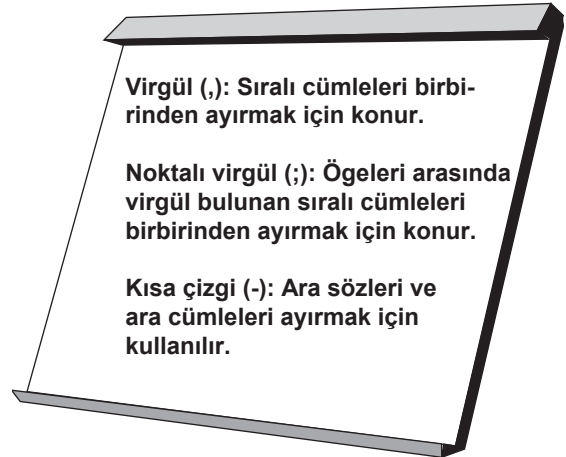 Virgül (,): Sıralı cümleleri birbi-
rinden ayırmak için konur.
Noktalı virgül (;): Ögeleri arasında
virgül bulunan sıralı cümleleri
birbirinden ayırmak için konur.
Kısa çizgi (-): Ara sözleri ve
ara cümleleri ayırmak için
kullanılır.